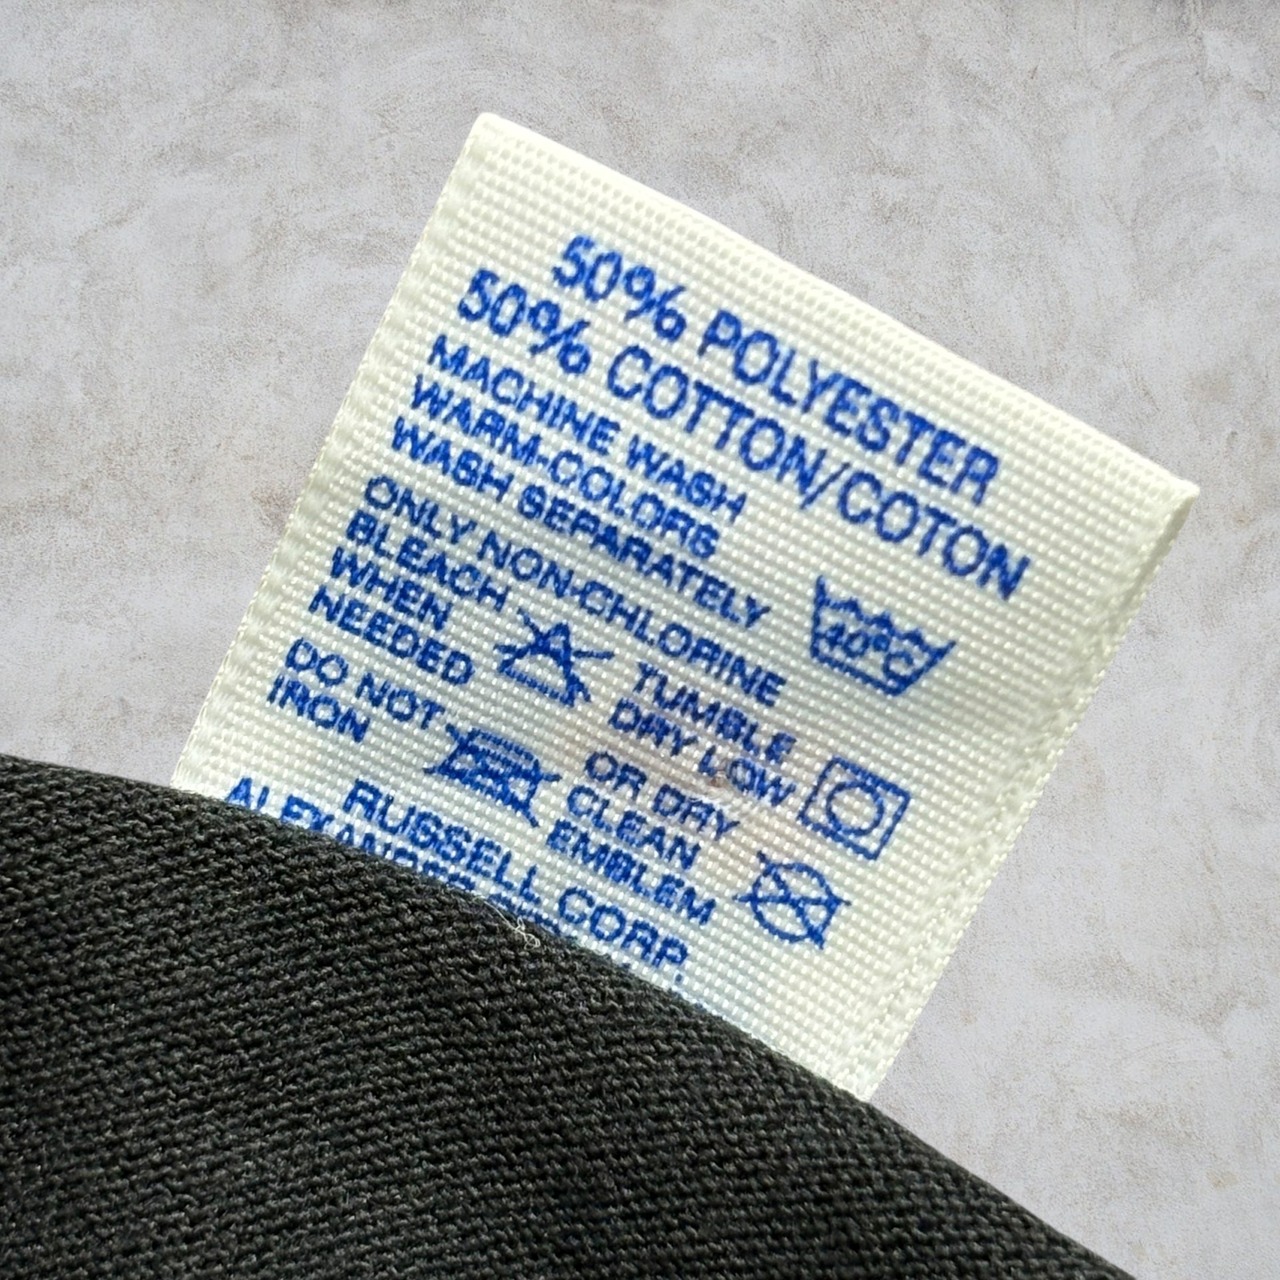 50% POLYESTER
50% COTTON/COTON
MACHINE WASH
WARM-COLORS
WASH SEPARATELY
40°C
ONLY NON-CHLORINE
BLEACH
WHEN
NEEDED
TUMBLE
DRY LOW
DO NOT
IRON
OR DRY
CLEAN
EMBLEM
RUSSELL CORP.
ALEXANDER